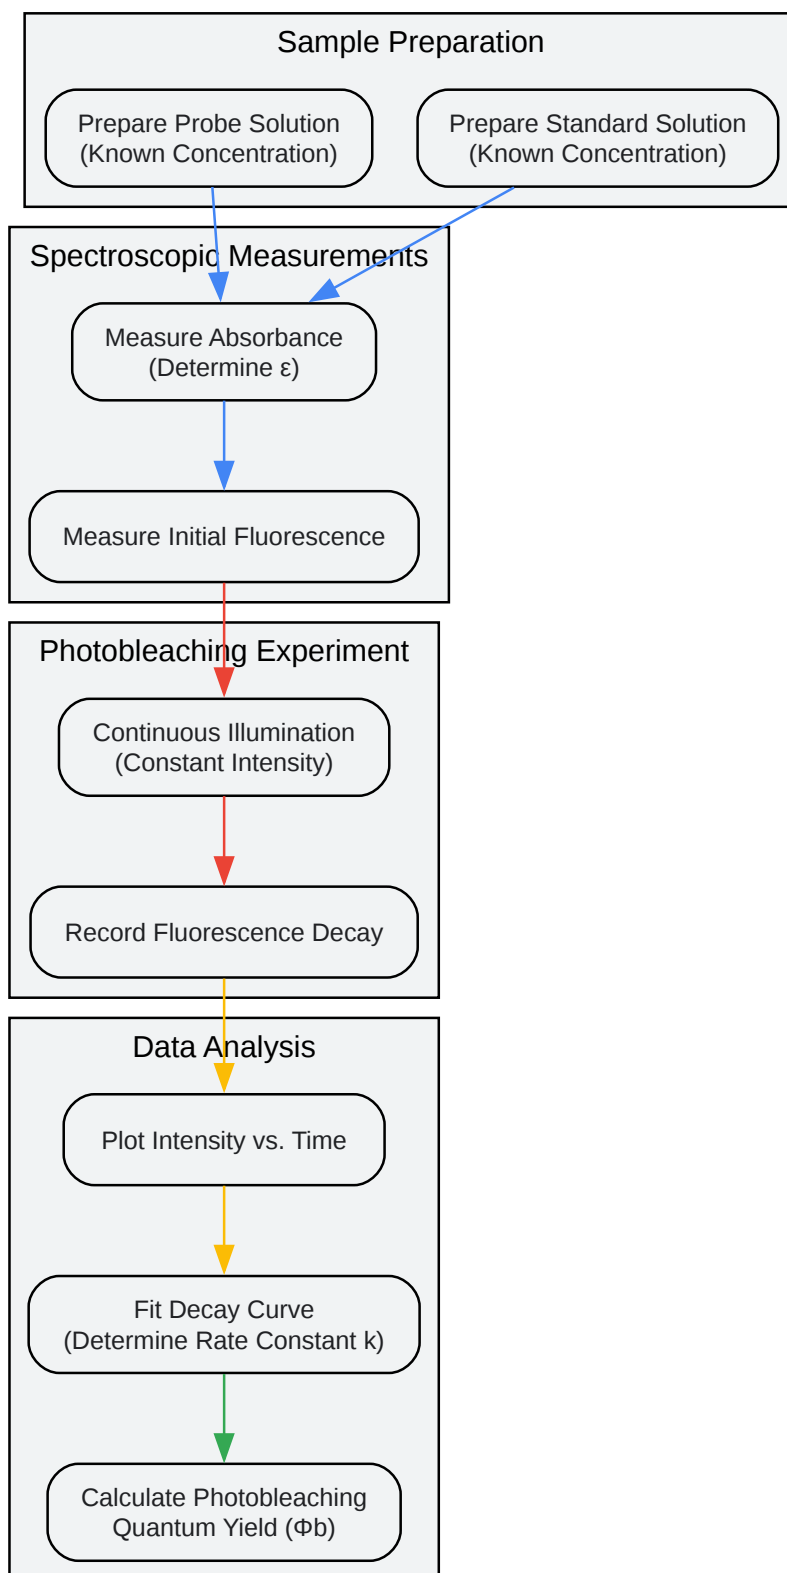 Sample Preparation
Prepare Probe Solution
(Known Concentration)
Prepare Standard Solution
(Known Concentration)
Spectroscopic Measurements
Measure Absorbance
(Determine ε)
Measure Initial Fluorescence
Photobleaching Experiment
Continuous Illumination
(Constant Intensity)
Record Fluorescence Decay
Data Analysis
Plot Intensity vs. Time
Fit Decay Curve
(Determine Rate Constant k)
Calculate Photobleaching
Quantum Yield (Φb)